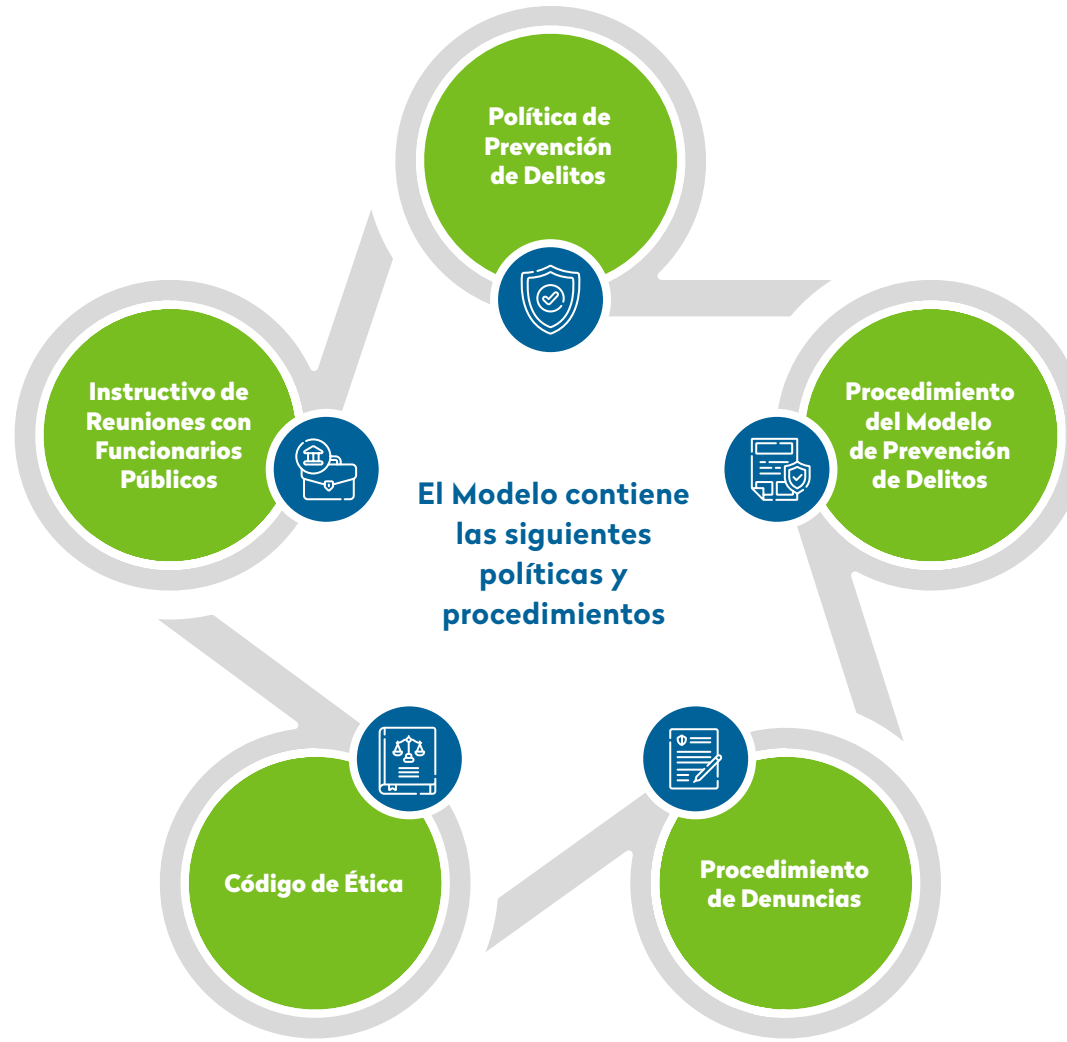 Política de
Prevención
de Delitos
Procedimiento
del Modelo
de Prevención
de Delitos
Procedimiento
de Denuncias
Código de Ética
Instructivo de
Reuniones con
Funcionarios
Públicos
El Modelo contiene
las siguientes
políticas y
procedimientos